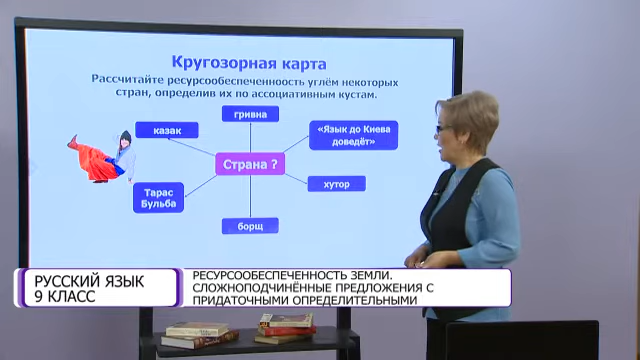 Кругозорная карта
Рассчитайте ресурсообеспеченоость углём некоторых
стран, определив их по ассоциативным кустам.
гривна
казак
«Язык до Киева
доведёт»
Страна ?
Тарас
Бульба
хутор
борщ
РУССКИЙ ЯЗЫК
9 КЛАСС
РЕСУРСООБЕСПЕЧЕННОСТЬ ЗЕМЛИ.
СЛОЖНОПОДЧИНЁННЫЕ ПРЕДЛОЖЕНИЯ С
ПРИДАТОЧНЫМИ ОПРЕДЕЛИТЕЛЬНЫМИ